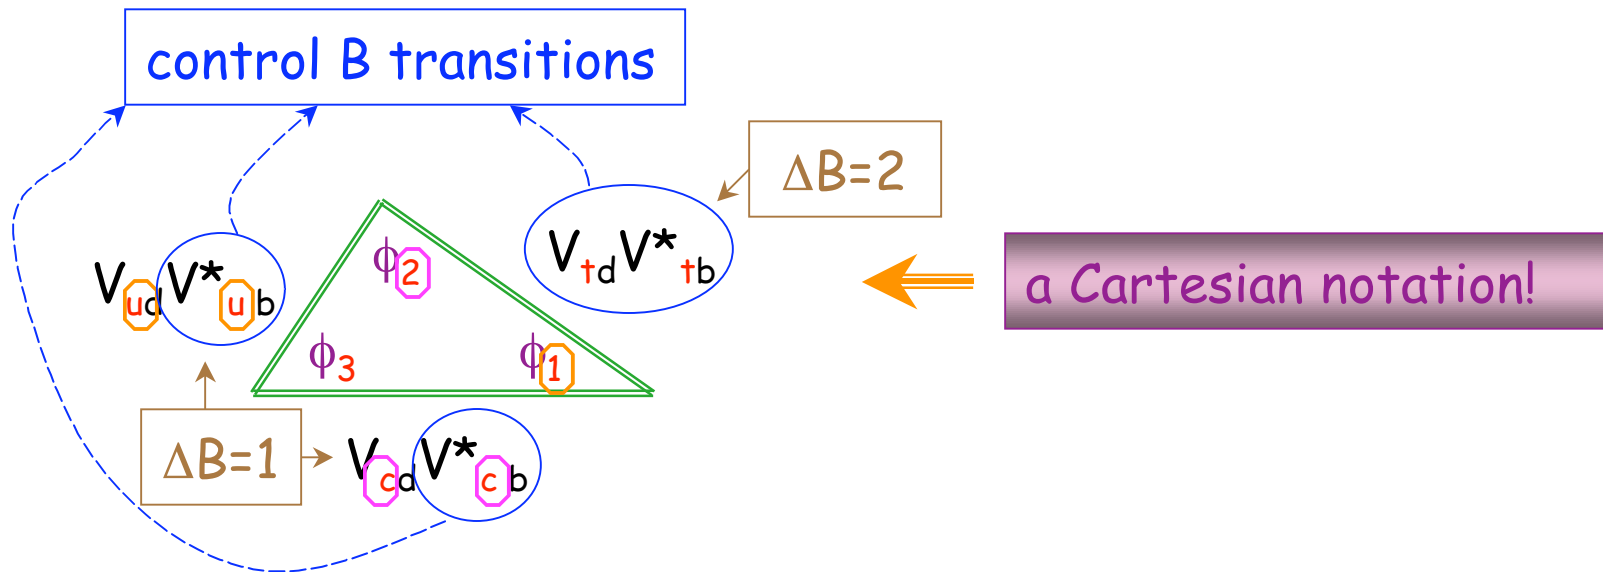 control B transitions
ΔB=2
VtdV*tb
ϕ2
VudV*ub
a Cartesian notation!
ϕ3
ϕ1
ΔB=1
VcdV*cb